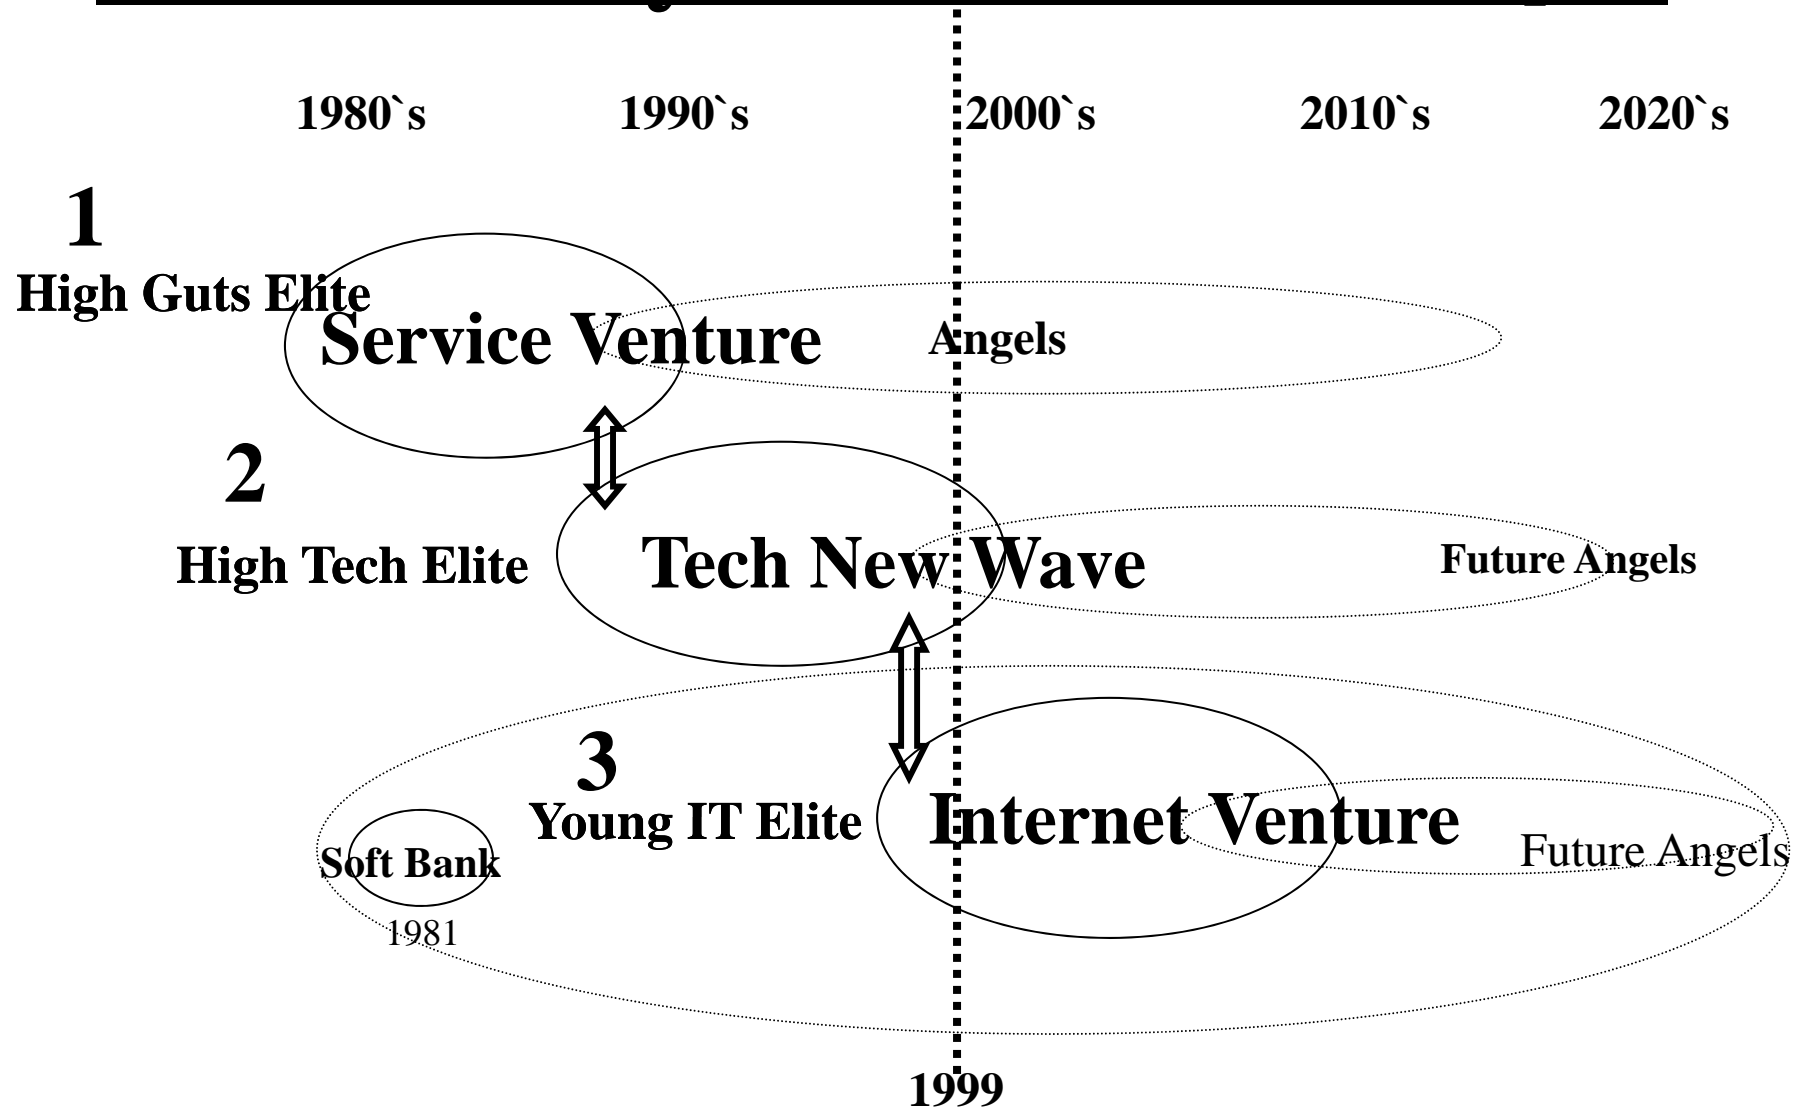 1980`s 1990`s 2000`s 2010`s 2020`s
1
High Guts Elite
Service Venture
Angels
2
High Tech Elite
Tech New Wave
Future Angels
3
Young IT Elite
Internet Venture
Future Angels
Soft Bank
1981
1999